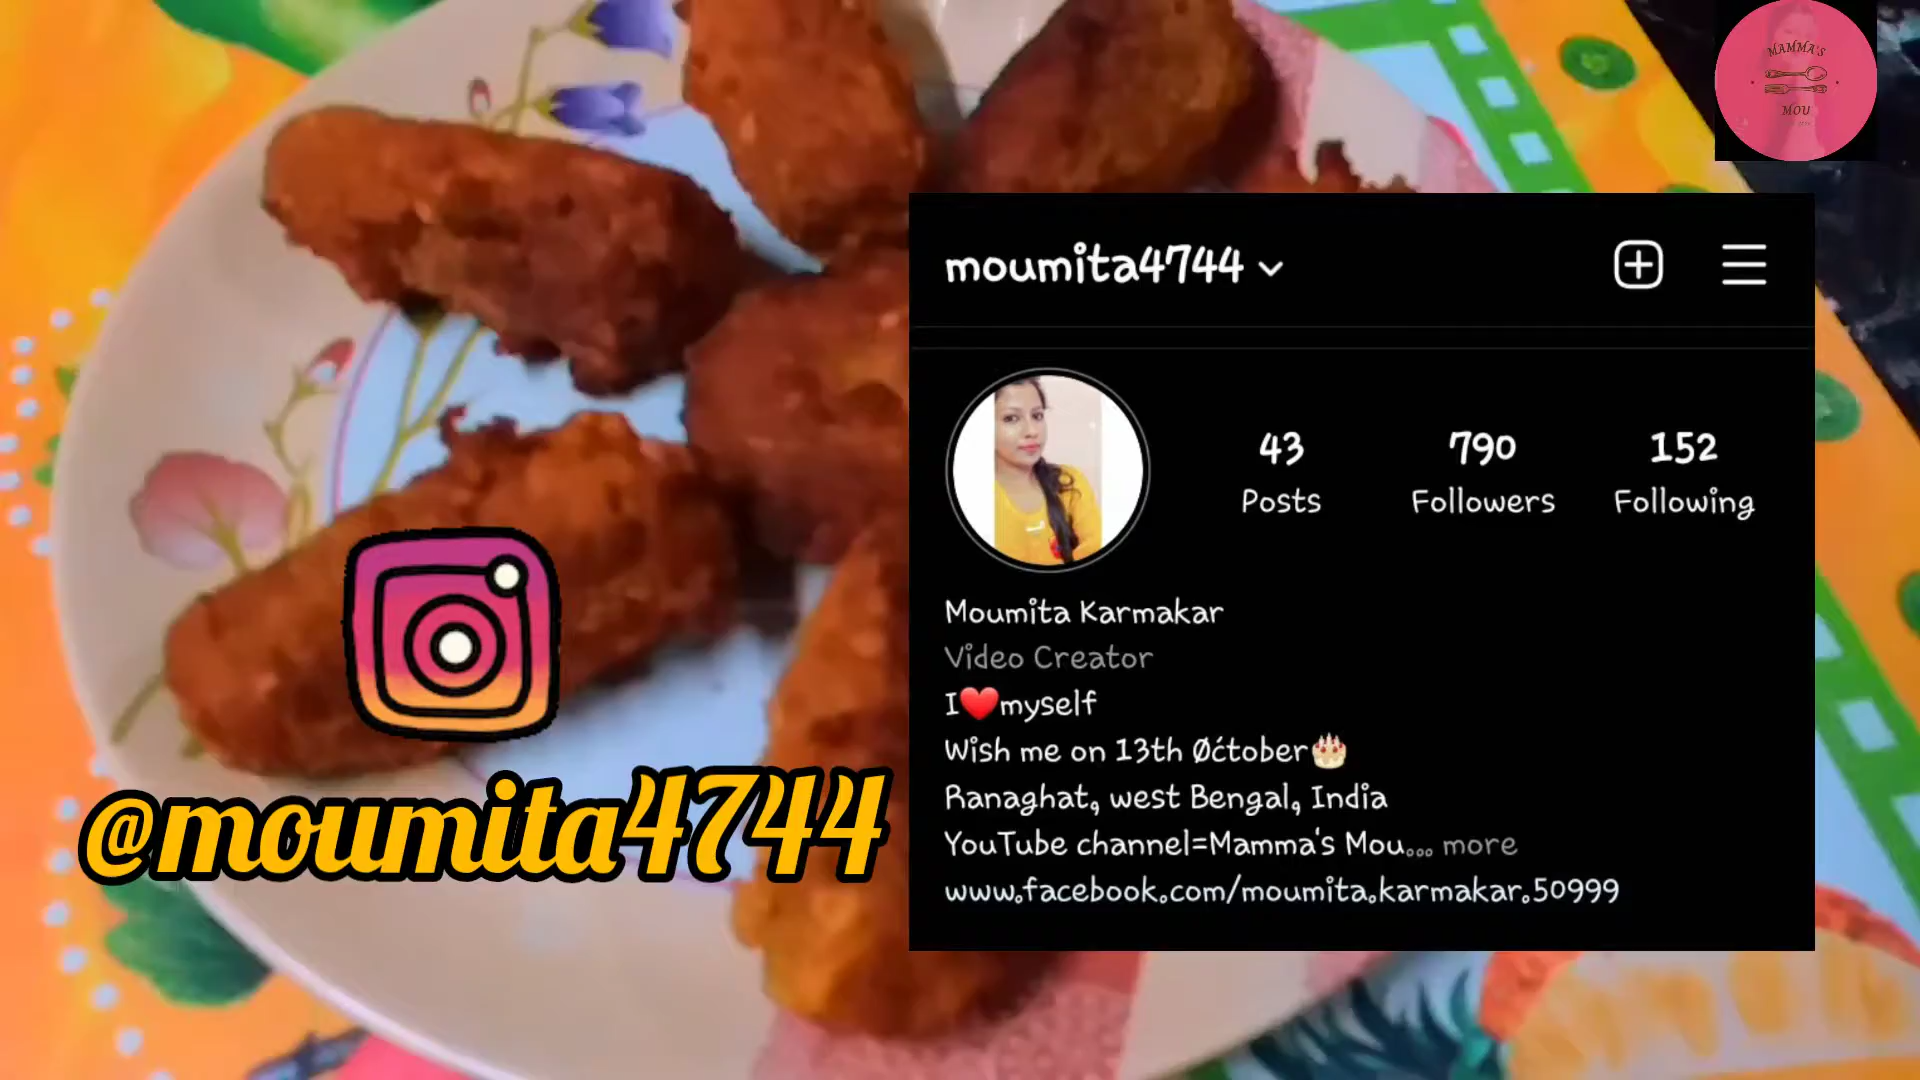 MAMMA'S
MOU
moumita4744
43
790
152
Posts
Followers
Following
Moumita Karmakar
Video Creator
I❤️myself
Wish me on 13th Øćtober🎂
Ranaghat, west Bengal, India
YouTube channel=Mamma's Mou... more
www.facebook.com/moumita.karmakar.50999
@moumita4744